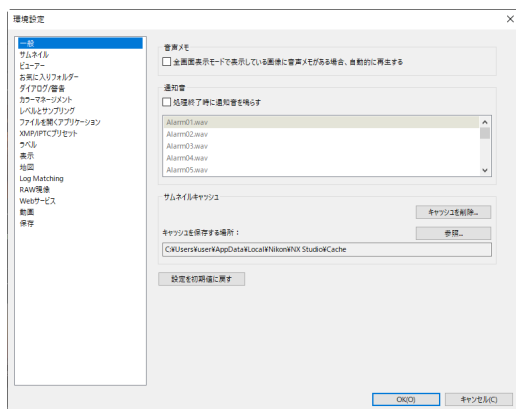 環境設定
一般
サムネイル
ビューアー
お気に入りフォルダー
ダイアログ/警告
カラーマネージメント
レベルとサンプリング
ファイルを開くアプリケーション
XMP/IPTCプリセット
ラベル
表示
地図
Log Matching
RAW現像
Webサービス
動画
保存
音声メモ
全画面表示モードで表示している画像に音声メモがある場合、自動的に再生する
通知音
処理終了時に通知音を鳴らす
Alarm01.wav
Alarm02.wav
Alarm03.wav
Alarm04.wav
Alarm05.wav
サムネイルキャッシュ
キャッシュを削除...
キャッシュを保存する場所：
参照...
C:¥Users¥user¥AppData¥Local¥Nikon¥NX Studio¥Cache
設定を初期値に戻す
OK(O)
キャンセル(C)